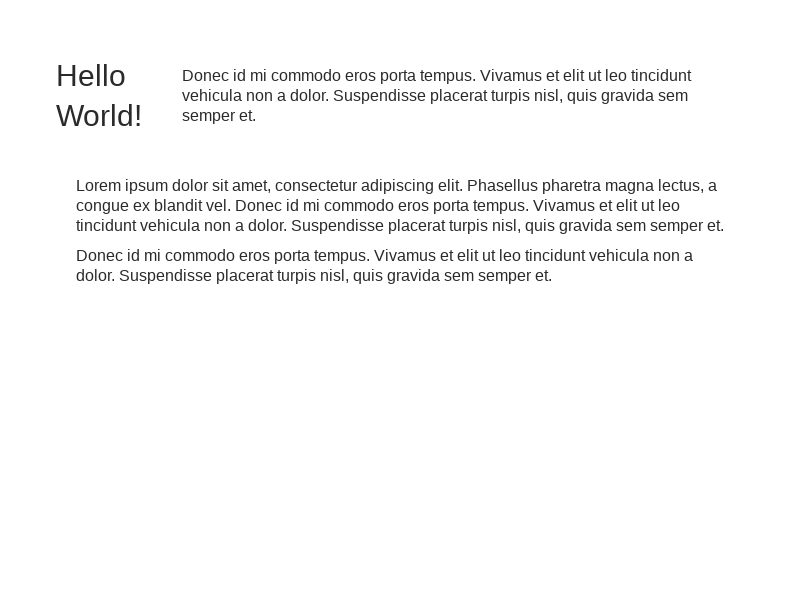 Hello
World!
Donec id mi commodo eros porta tempus. Vivamus et elit ut leo tincidunt
vehicula non a dolor. Suspendisse placerat turpis nisl, quis gravida sem
semper et.
Lorem ipsum dolor sit amet, consectetur adipiscing elit. Phasellus pharetra magna lectus, a
congue ex blandit vel. Donec id mi commodo eros porta tempus. Vivamus et elit ut leo
tincidunt vehicula non a dolor. Suspendisse placerat turpis nisl, quis gravida sem semper et.
Donec id mi commodo eros porta tempus. Vivamus et elit ut leo tincidunt vehicula non a
dolor. Suspendisse placerat turpis nisl, quis gravida sem semper et.